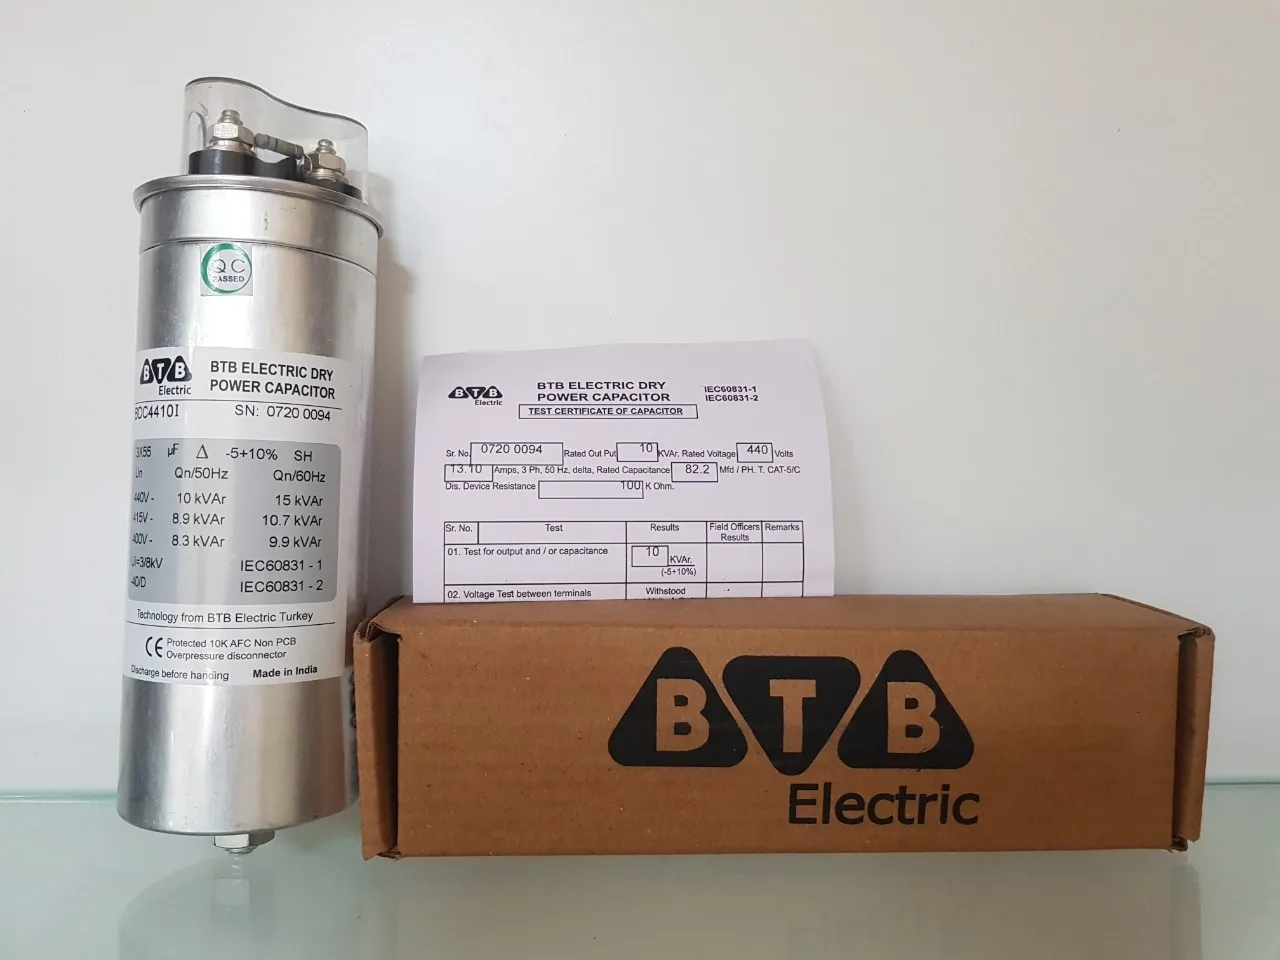 QC
PASSED
BTB
Electric
BTB ELECTRIC DRY
POWER CAPACITOR
BDC4410I
SN: 0720 0094
3X55 µF Δ -5+10% SH
Un Qn/50Hz Qn/60Hz
440V - 10 kVAr 15 kVAr
415V - 8.9 kVAr 10.7 kVAr
400V - 8.3 kVAr 9.9 kVAr
Ui=3/8kV IEC60831 - 1
-40/D IEC60831 - 2
Technology from BTB Electric Turkey
CE Protected 10K AFC Non PCB
Overpressure disconnector
Discharge before handing Made in India
BTB
Electric
BTB ELECTRIC DRY
POWER CAPACITOR
IEC60831-1
IEC60831-2
TEST CERTIFICATE OF CAPACITOR
Sr. No. 0720 0094 Rated Out Put 10 KVAr. Rated Voltage 440 Volts
13.10 Amps, 3 Ph, 50 Hz, delta, Rated Capacitance 82.2 Mfd / PH. T. CAT-5/C
Dis. Device Resistance 100 K Ohm.
Sr. No. Test Results Field Officers Results Remarks
01. Test for output and / or capacitance 10 KVAr.
(-5+10%)
02. Voltage Test between terminals Withstood
BTB
Electric